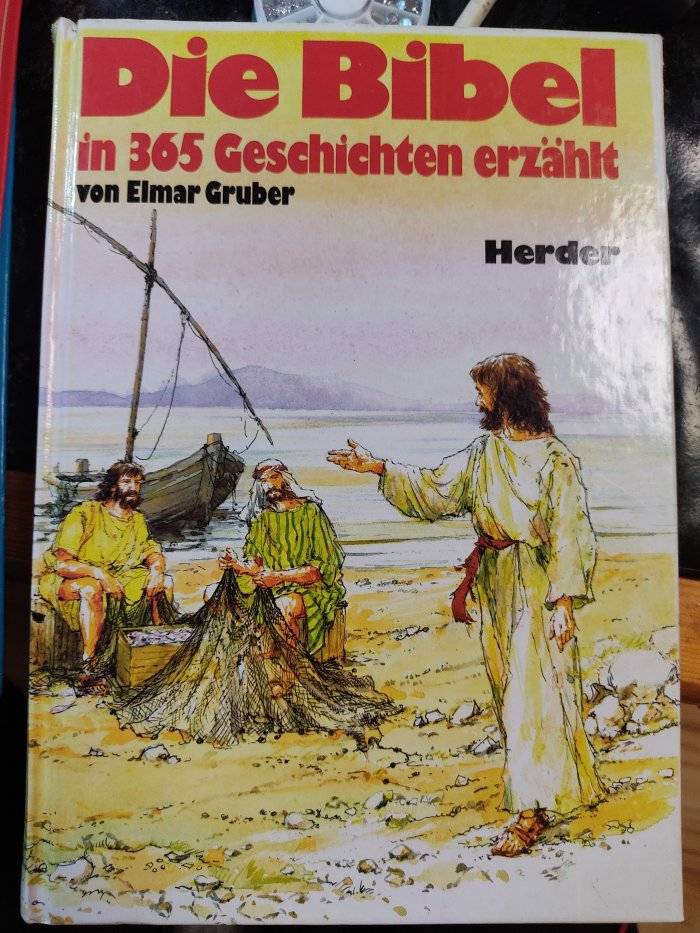 Die Bibel
in 365 Geschichten erzählt
von Elmar Gruber
Herder